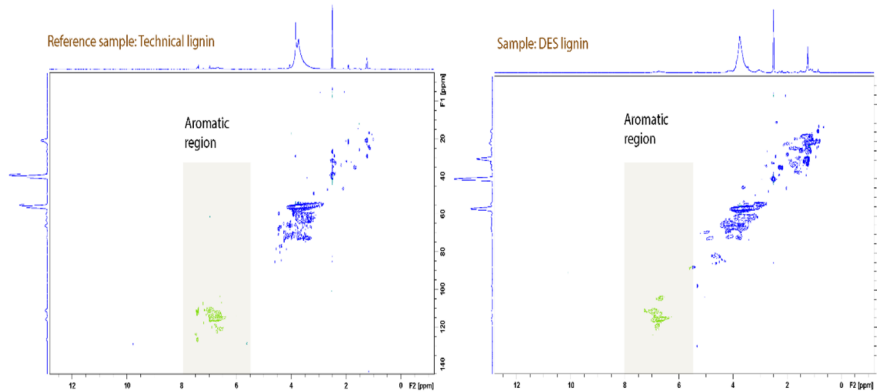 Reference sample: Technical lignin
Sample: DES lignin
Aromatic
region
F1 [ppm]
20
40
60
80
100
120
140
12
10
8
6
4
2
0
F2 [ppm]
Aromatic
region
12
10
8
6
4
2
0
F2 [ppm]